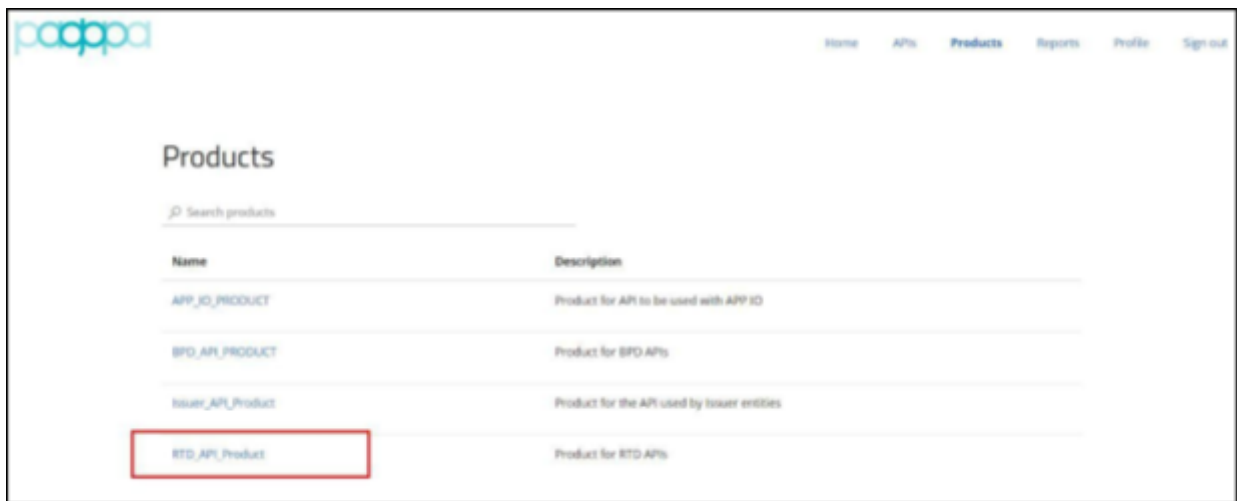 pagopa
Home APIs Products Reports Profile Sign out
Products
Search products
Name Description
APP_IO_PRODUCT Product for API to be used with APP IO
BPD_API_PRODUCT Product for BPD APIs
Issuer_API_Product Product for the API used by Issuer entities
RTD_API_Product Product for RTD APIs